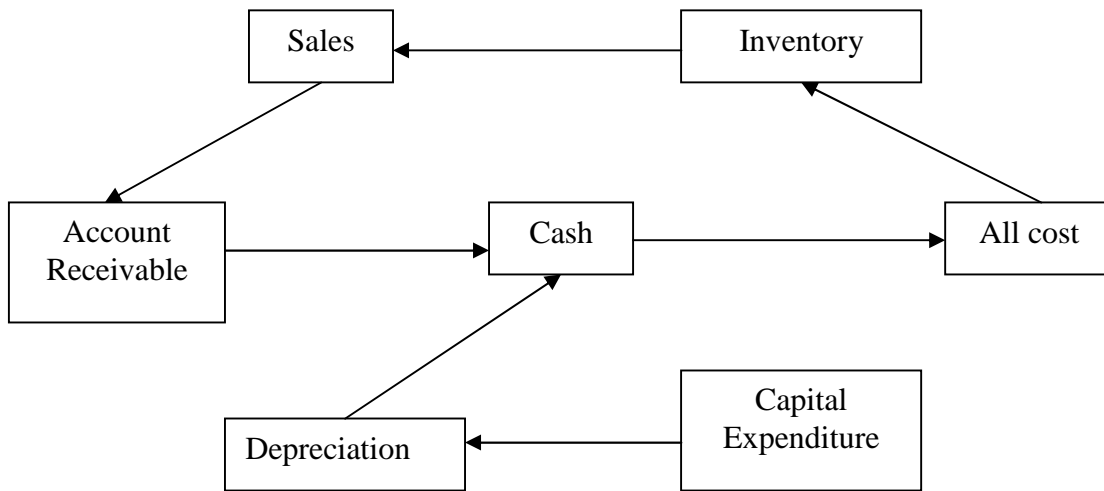 Sales
Inventory
Account
Receivable
Cash
All cost
Depreciation
Capital
Expenditure